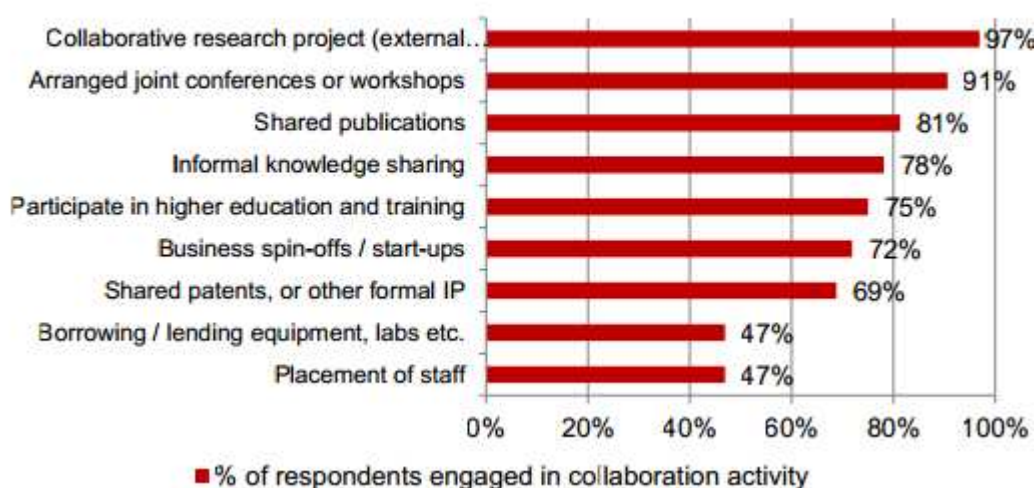 Collaborative research project (external... 97%
Arranged joint conferences or workshops 91%
Shared publications 81%
Informal knowledge sharing 78%
Participate in higher education and training 75%
Business spin-offs / start-ups 72%
Shared patents, or other formal IP 69%
Borrowing / lending equipment, labs etc. 47%
Placement of staff 47%
0% 20% 40% 60% 80% 100%
% of respondents engaged in collaboration activity